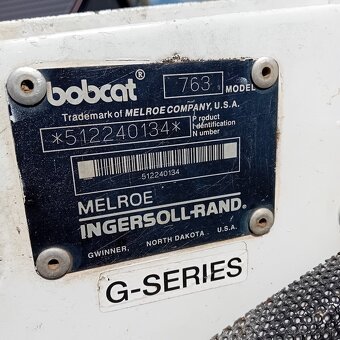 bobcat® 763 MODEL
Trademark of MELROE COMPANY, U.S.A.
*512240134* Product Identification Number
512240134
MELROE
INGERSOLL-RAND®
GWINNER, NORTH DAKOTA U.S.A.
G-SERIES